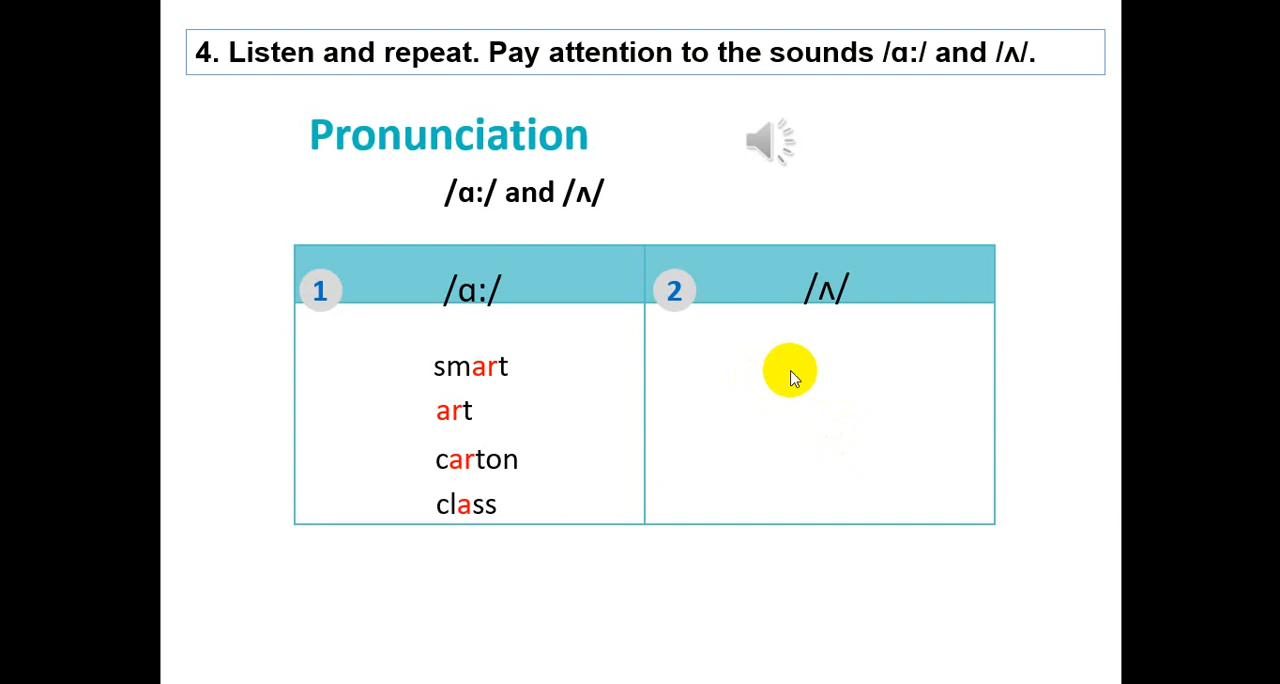 4. Listen and repeat. Pay attention to the sounds /ɑ:/ and /ʌ/.
Pronunciation
/ɑ:/ and /ʌ/
1 /ɑ:/
2 /ʌ/
smart
art
carton
class